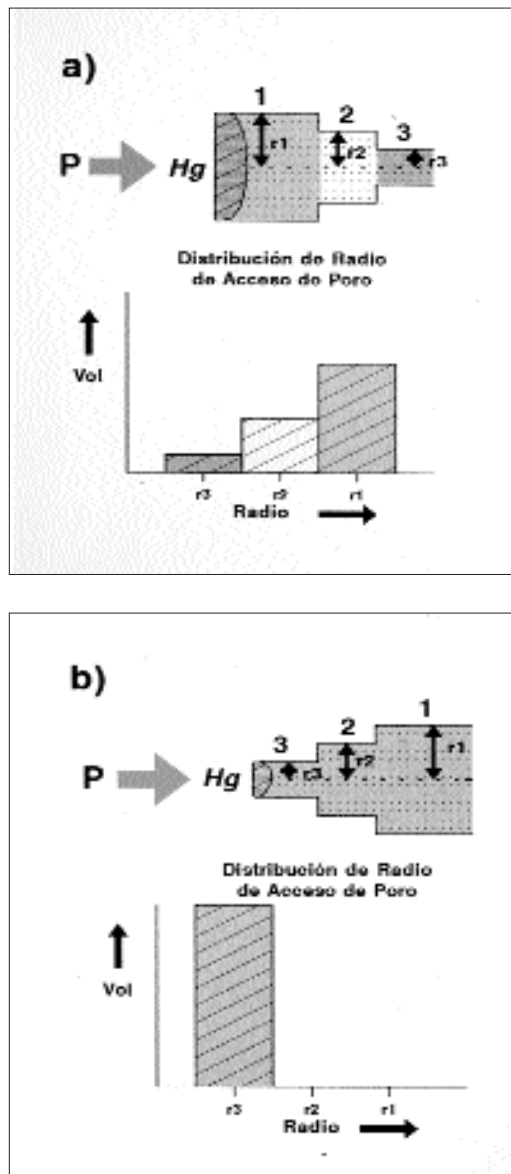 a)
1
2
3
r1
r2
r3
P
Hg
Distribución de Radio
de Acceso de Poro
Vol
r3
r2
r1
Radio
b)
1
2
3
r1
r2
r3
P
Hg
Distribución de Radio
de Acceso de Poro
Vol
r3
r2
r1
Radio